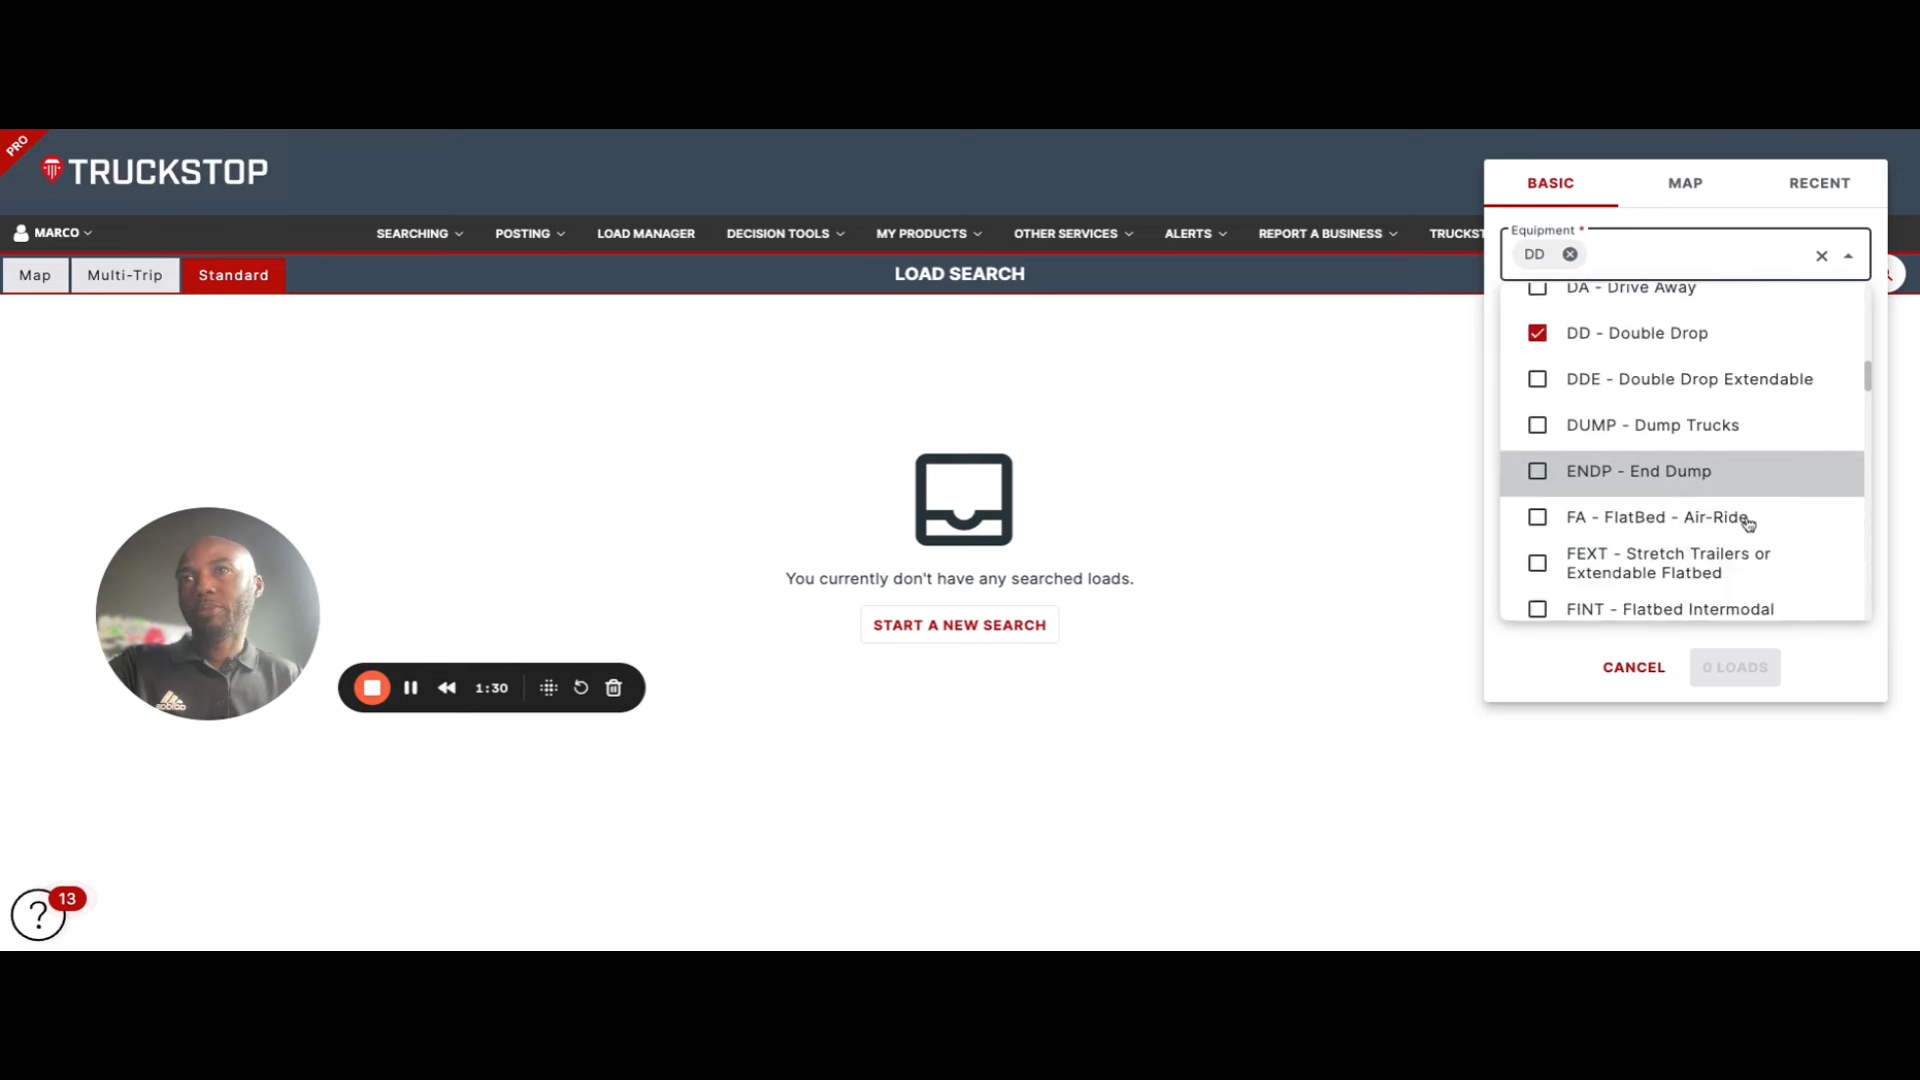 PRO
TRUCKSTOP
BASIC MAP RECENT
MARCO SEARCHING POSTING LOAD MANAGER DECISION TOOLS MY PRODUCTS OTHER SERVICES ALERTS REPORT A BUSINESS TRUCKST
Equipment *
DD
Map Multi-Trip Standard LOAD SEARCH
DA - Drive Away
DD - Double Drop
DDE - Double Drop Extendable
DUMP - Dump Trucks
ENDP - End Dump
FA - FlatBed - Air-Ride
FEXT - Stretch Trailers or
Extendable Flatbed
FINT - Flatbed Intermodal
You currently don't have any searched loads.
START A NEW SEARCH
CANCEL 0 LOADS
1:30
adidas
? 13